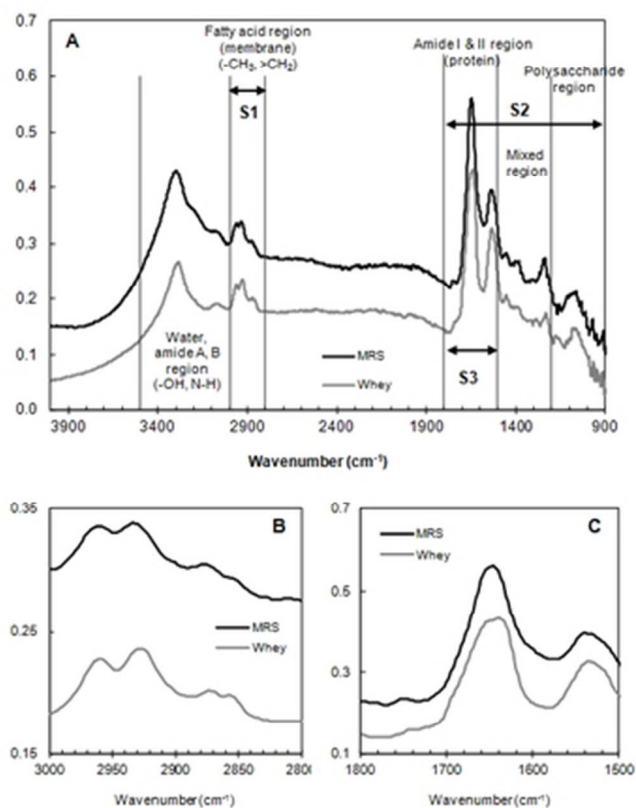 0.7
0.6
0.5
0.4
0.3
0.2
0.1
0.0
A
Fatty acid region
(membrane)
(-CH₃, >CH₂)
S1
Amide I & II region
(protein)
Polysaccharide
region
S2
Mixed
region
Water,
amide A, B
region
(-OH, N-H)
MRS
Whey
S3
3900 3400 2900 2400 1900 1400 900
Wavenumber (cm⁻¹)
0.35
0.25
0.15
B
MRS
Whey
3000 2950 2900 2850 280
Wavenumber (cm⁻¹)
0.7
0.5
0.3
0.1
C
MRS
Whey
1800 1700 1600 1500
Wavenumber (cm⁻¹)